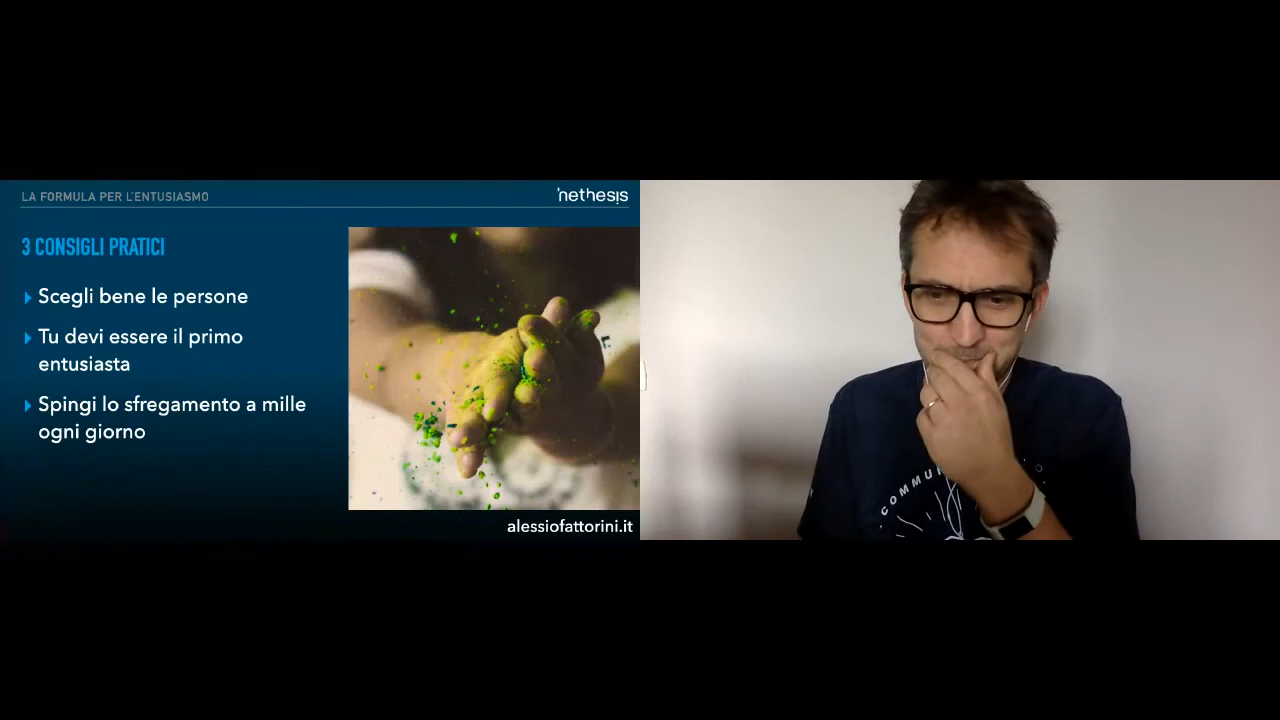 LA FORMULA PER L'ENTUSIASMO
nethesis
3 CONSIGLI PRATICI
Scegli bene le persone
Tu devi essere il primo
entusiasta
Spingi lo sfregamento a mille
ogni giorno
alessiofattorini.it